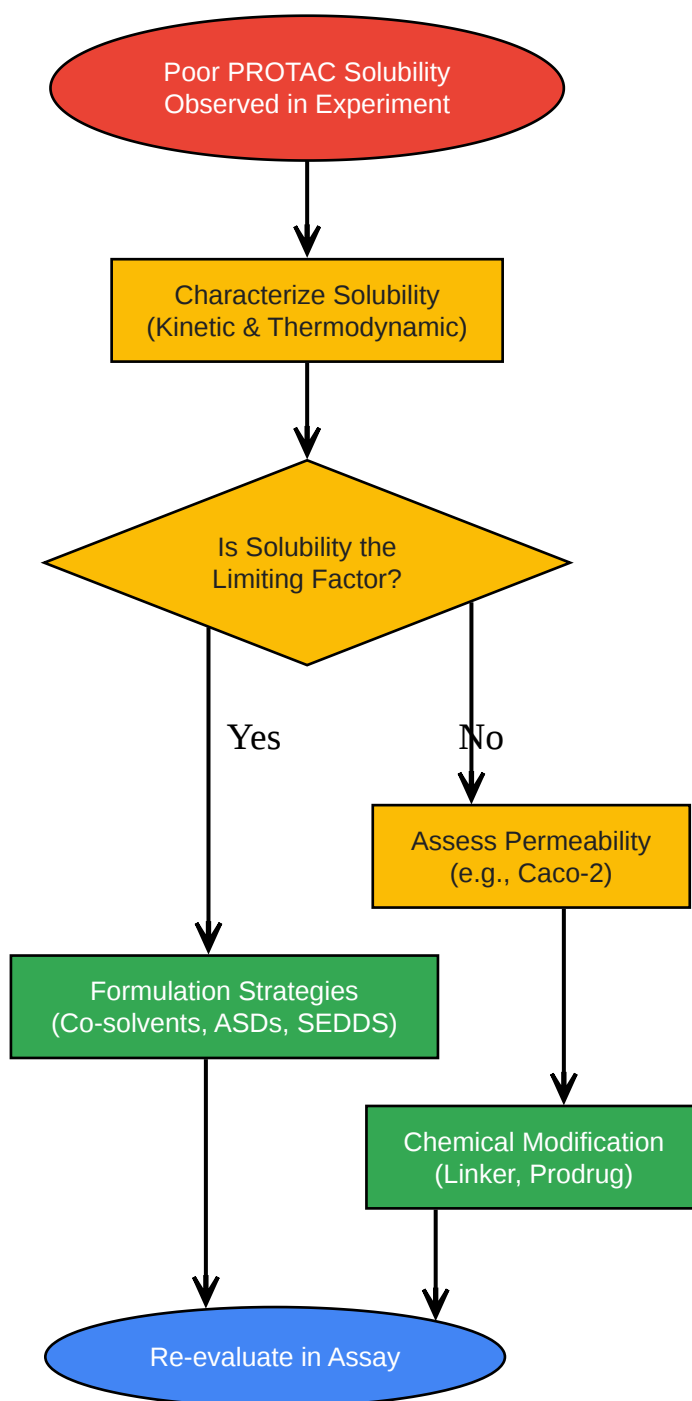 Poor PROTAC Solubility
Observed in Experiment
Characterize Solubility
(Kinetic & Thermodynamic)
Is Solubility the
Limiting Factor?
Yes
No
Assess Permeability
(e.g., Caco-2)
Formulation Strategies
(Co-solvents, ASDs, SEDDS)
Chemical Modification
(Linker, Prodrug)
Re-evaluate in Assay